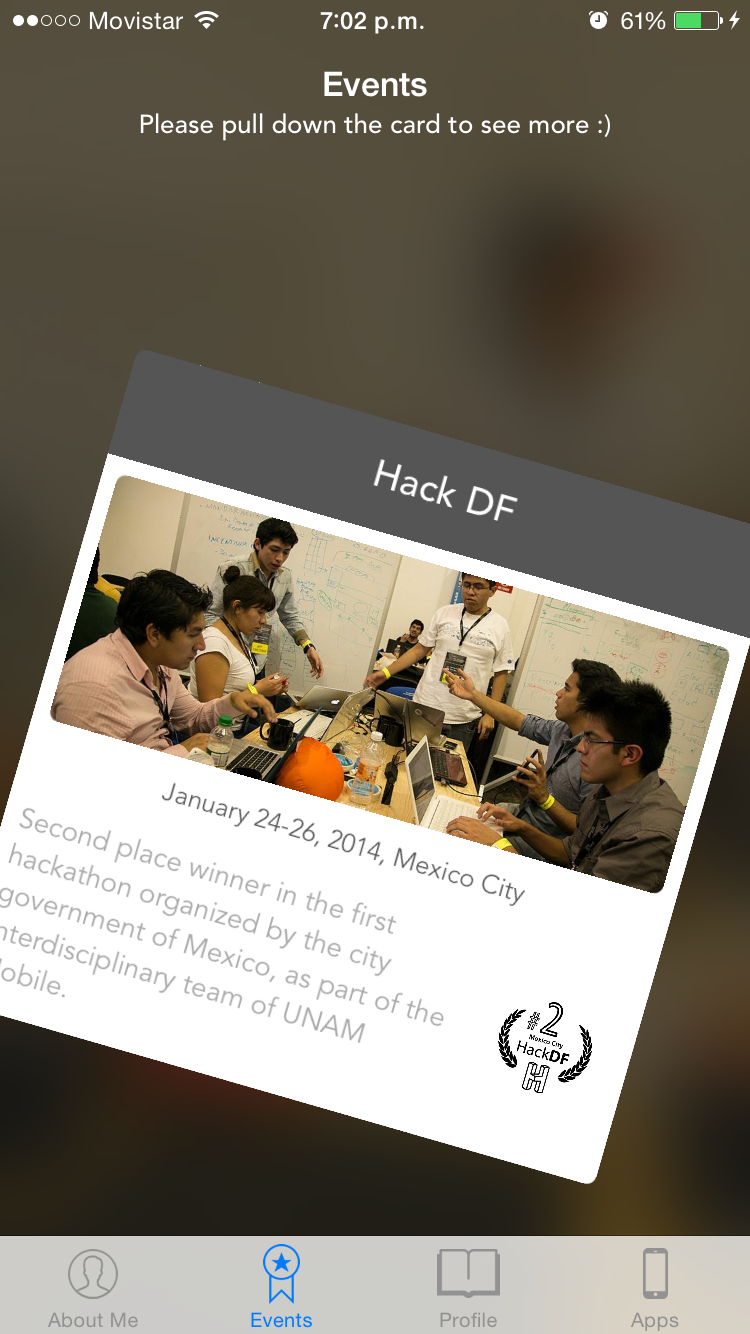 Movistar 7:02 p.m. 61%
Events
Please pull down the card to see more :)
Hack DF
January 24-26, 2014, Mexico City
Second place winner in the first
hackathon organized by the city
government of Mexico, as part of the
nterdisciplinary team of UNAM
obile.
#2
Mexico City
HackDF
H
About Me Events Profile Apps